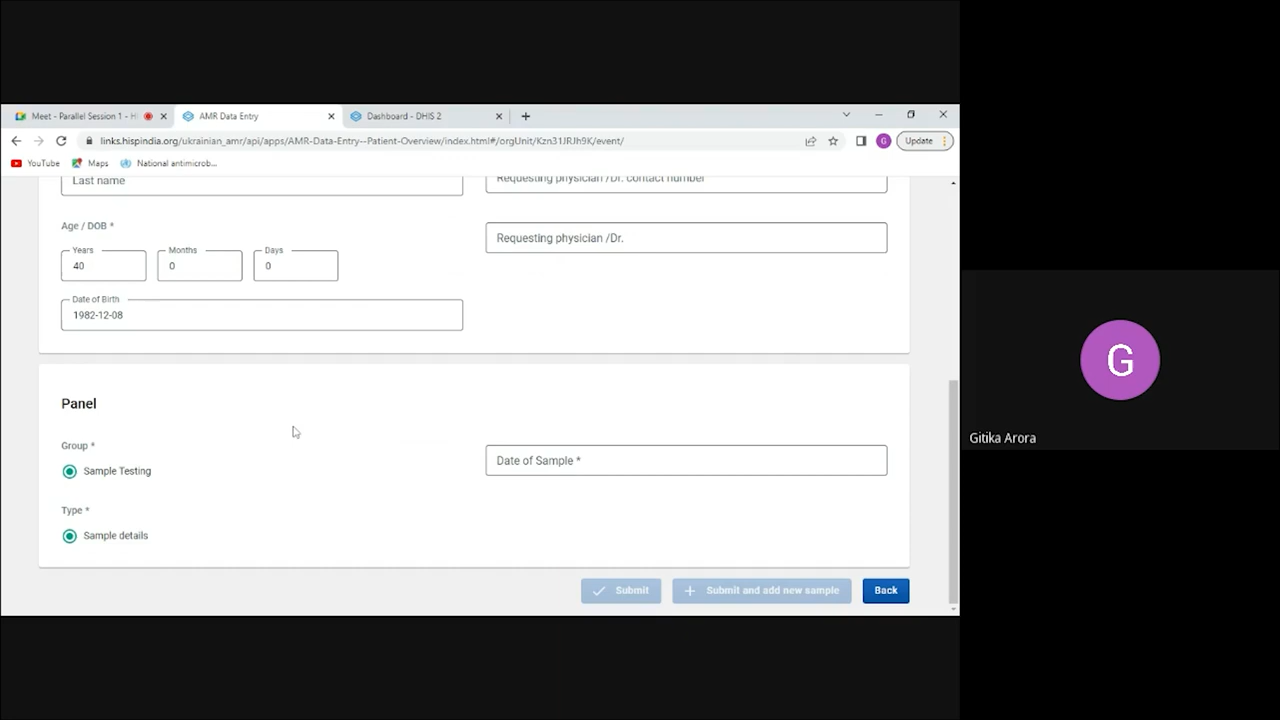 Meet - Parallel Session 1 - H
AMR Data Entry
Dashboard - DHIS 2
links.hispindia.org/ukrainian_amr/api/apps/AMR-Data-Entry--Patient-Overview/index.html#/orgUnit/Kzn31JRJh9K/event/
G
Update
YouTube
Maps
National antimicrob...
Last name
Requesting physician /Dr. contact number
Age / DOB *
Requesting physician /Dr.
Years
Months
Days
40
0
0
Date of Birth
1982-12-08
Panel
Group *
Sample Testing
Date of Sample *
Type *
Sample details
Submit
Submit and add new sample
Back
G
Gitika Arora